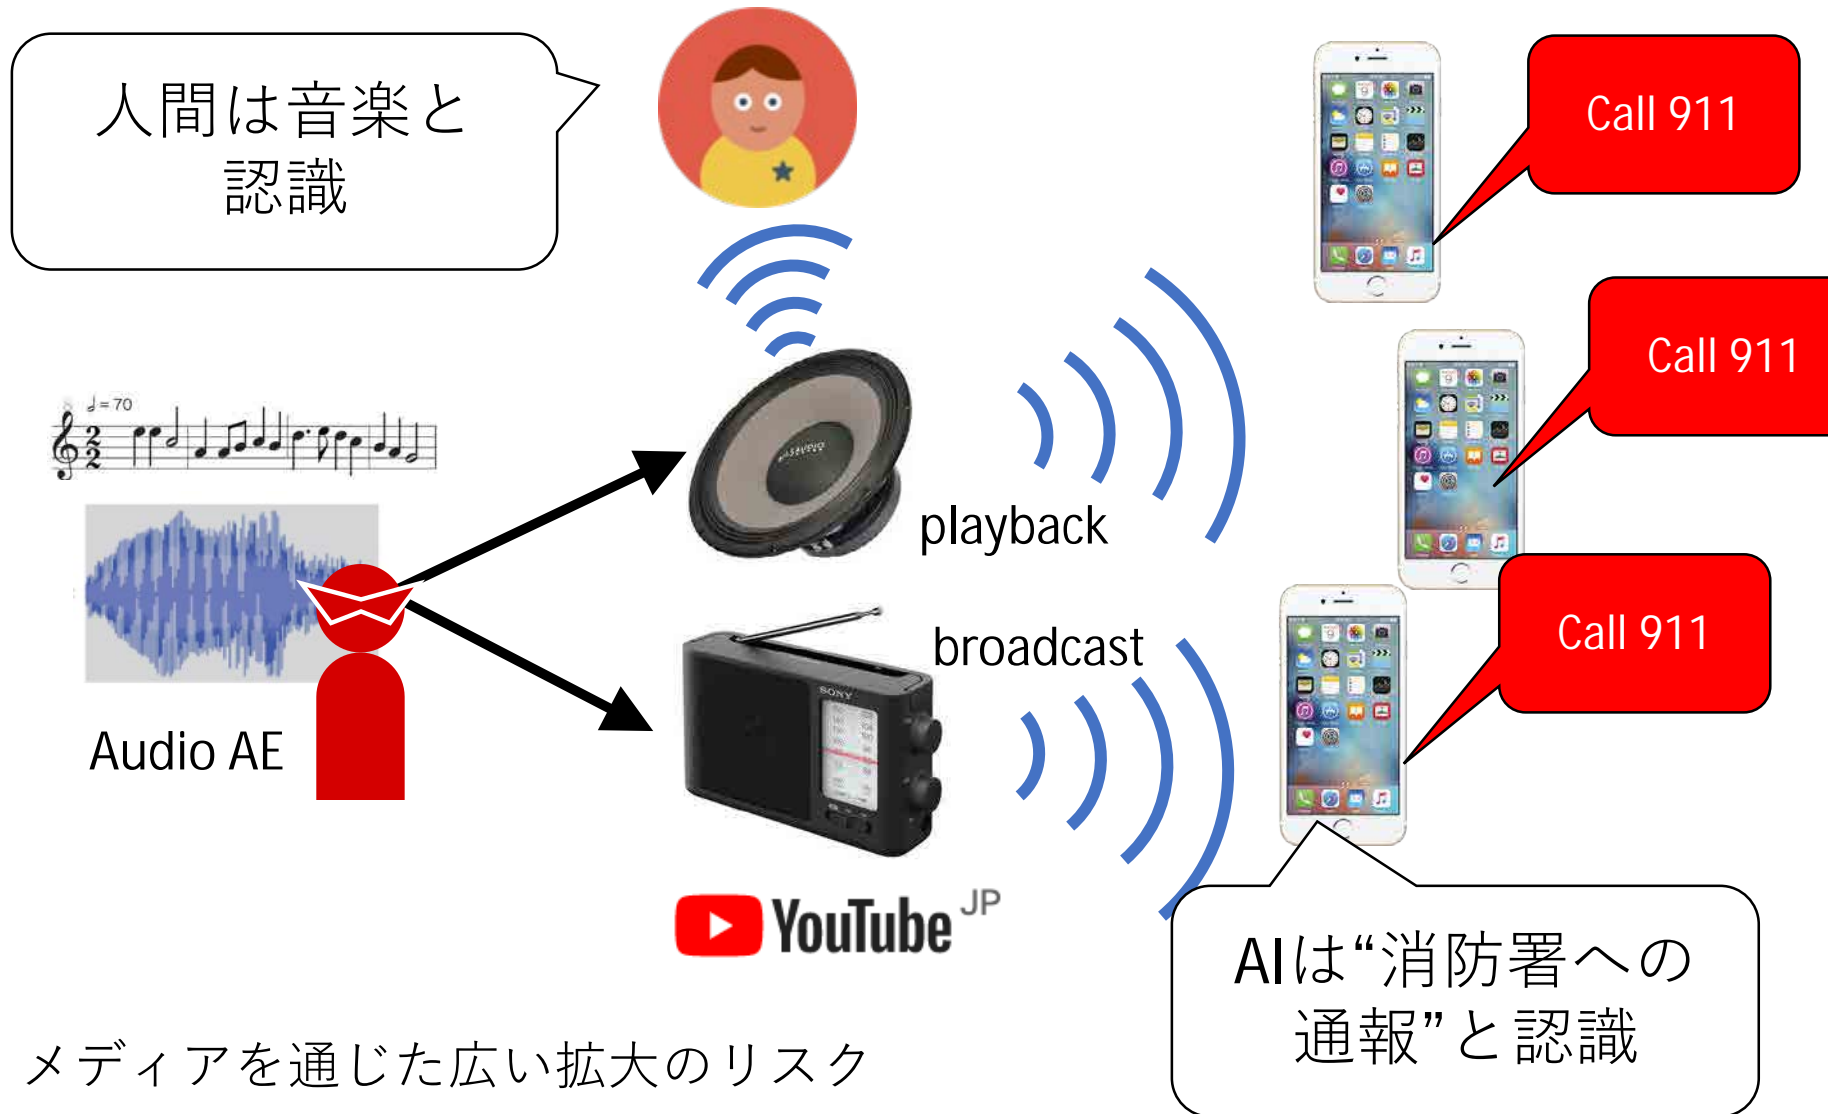 人間は音楽と
認識
Call 911
Call 911
Call 911
= 70
playback
SONY
broadcast
Audio AE
YouTube JP
AIは“消防署への
通報”と認識
メディアを通じた広い拡大のリスク